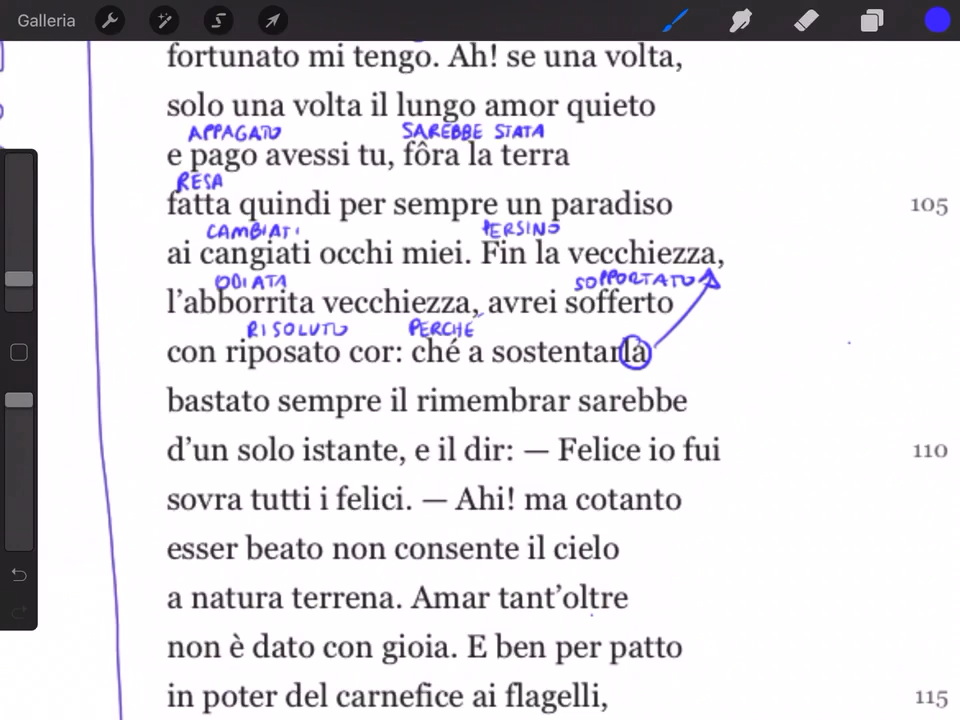 Galleria
fortunato mi tengo. Ah! se una volta,
solo una volta il lungo amor quieto
APPAGATO SAREBBE STATA
e pago avessi tu, fôra la terra
RESA
fatta quindi per sempre un paradiso 105
CAMBIATI PERSINO
ai cangiati occhi miei. Fin la vecchiezza,
ODIATA SOPPORTATO
l'abborrita vecchiezza, avrei sofferto
RISOLUTO PERCHÉ
con riposato cor: ché a sostentarla
bastato sempre il rimembrar sarebbe
d'un solo istante, e il dir: — Felice io fui 110
sovra tutti i felici. — Ahi! ma cotanto
esser beato non consente il cielo
a natura terrena. Amar tant'oltre
non è dato con gioia. E ben per patto
in poter del carnefice ai flagelli, 115